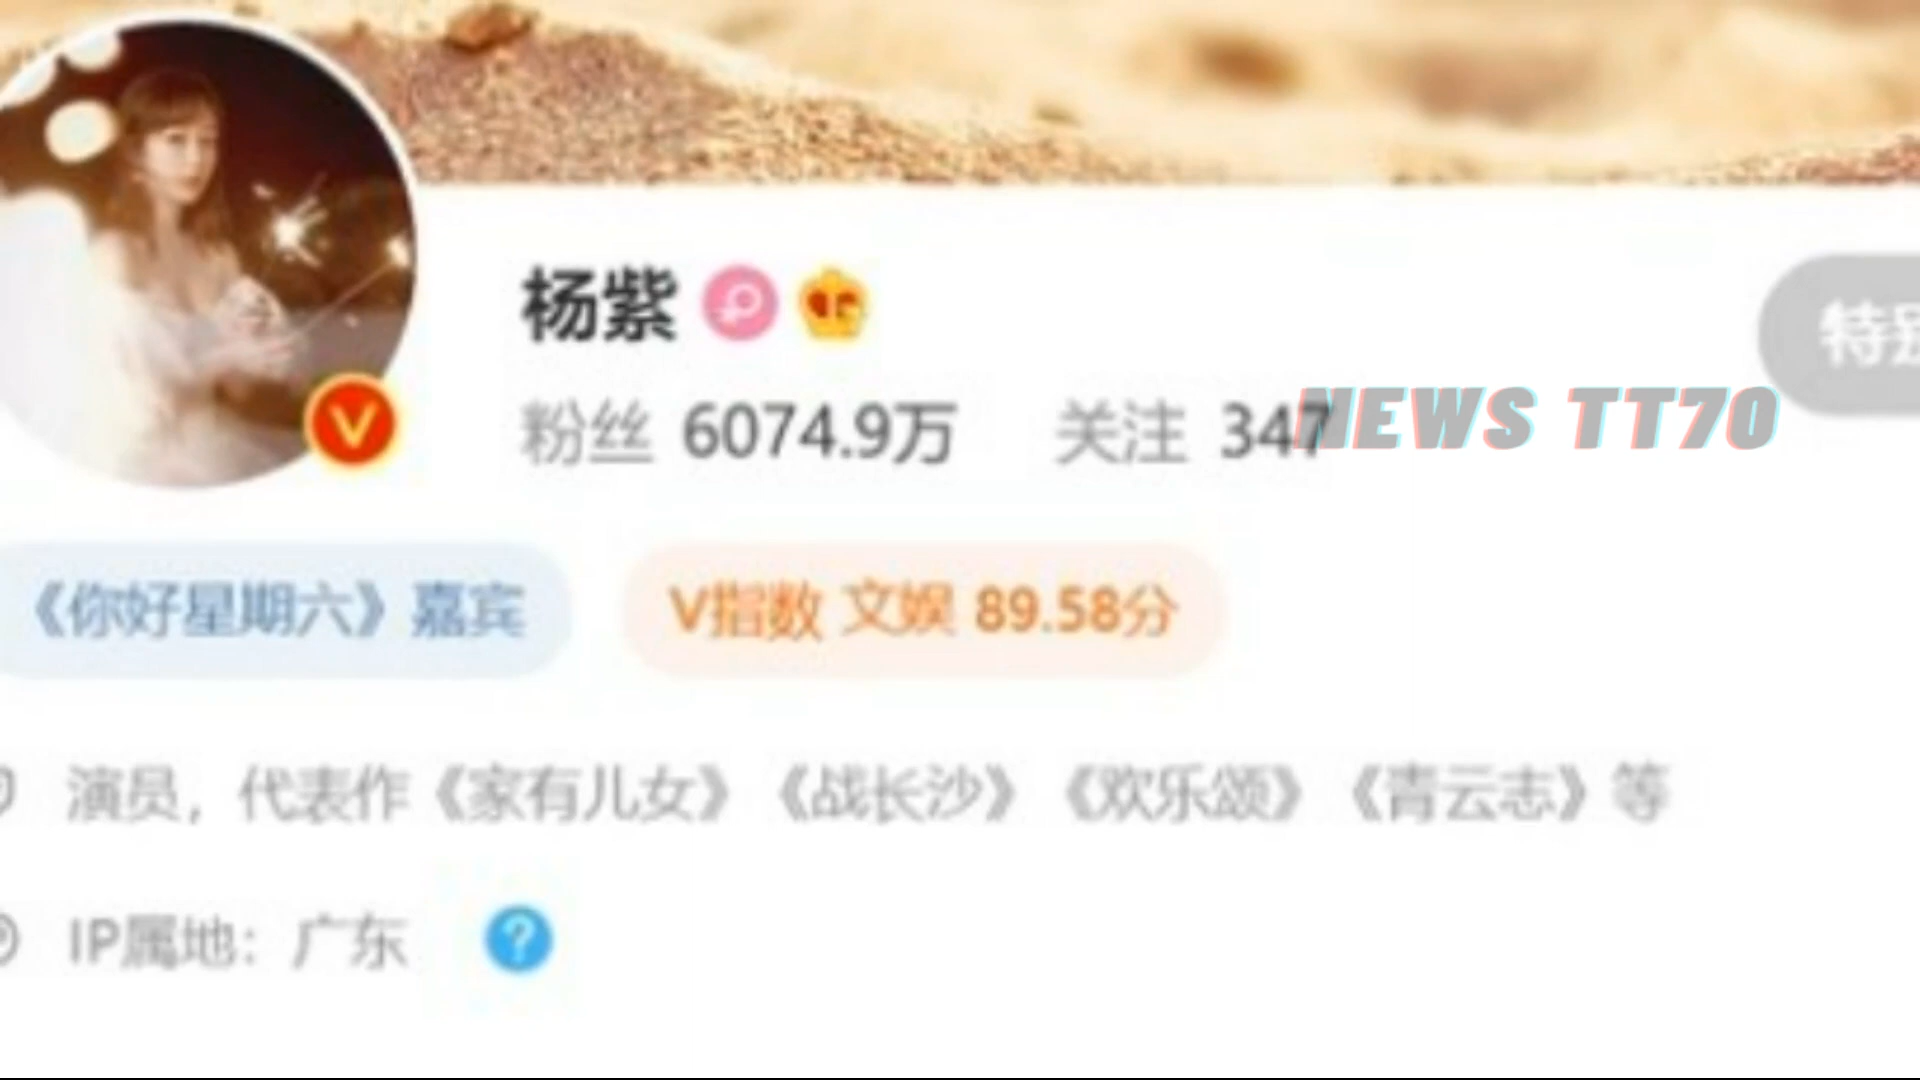 杨紫
粉丝 6074.9万 关注 347
NEWS TT70
特别
《你好星期六》嘉宾 V指数 文娱 89.58分
演员，代表作《家有儿女》《战长沙》《欢乐颂》《青云志》等
IP属地：广东 ?